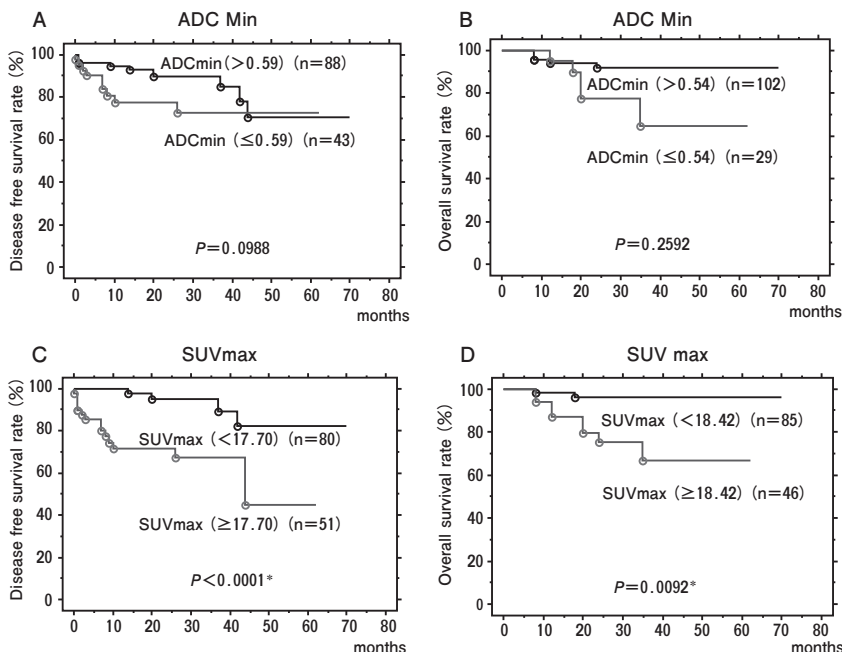 A
ADC Min
Disease free survival rate (%)
100
80
60
40
20
0
ADCmin (>0.59) (n=88)
ADCmin (≤0.59) (n=43)
P=0.0988
0 10 20 30 40 50 60 70 80
months
B
ADC Min
Overall survival rate (%)
100
80
60
40
20
0
ADCmin (>0.54) (n=102)
ADCmin (≤0.54) (n=29)
P=0.2592
0 10 20 30 40 50 60 70 80
months
C
SUVmax
Disease free survival rate (%)
100
80
60
40
20
0
SUVmax (<17.70) (n=80)
SUVmax (≥17.70) (n=51)
P<0.0001*
0 10 20 30 40 50 60 70 80
months
D
SUV max
Overall survival rate (%)
100
80
60
40
20
0
SUVmax (<18.42) (n=85)
SUVmax (≥18.42) (n=46)
P=0.0092*
0 10 20 30 40 50 60 70 80
months